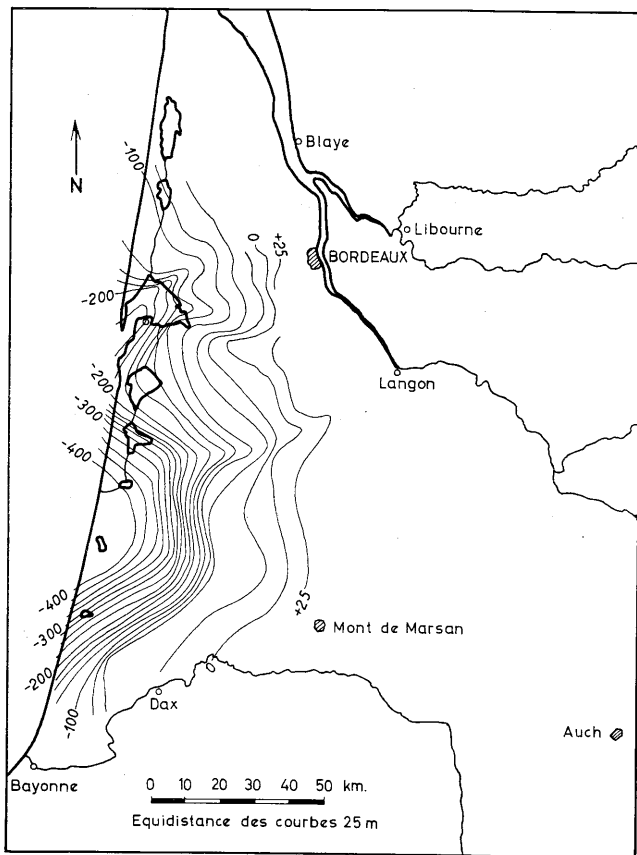 Blaye
-100
N
Libourne
0
+25
BORDEAUX
-200
Langon
-200
-300
-400
-400
+25
-300
Mont de Marsan
-200
0
Dax
-100
Auch
Bayonne
0 10 20 30 40 50 km.
Equidistance des courbes 25 m